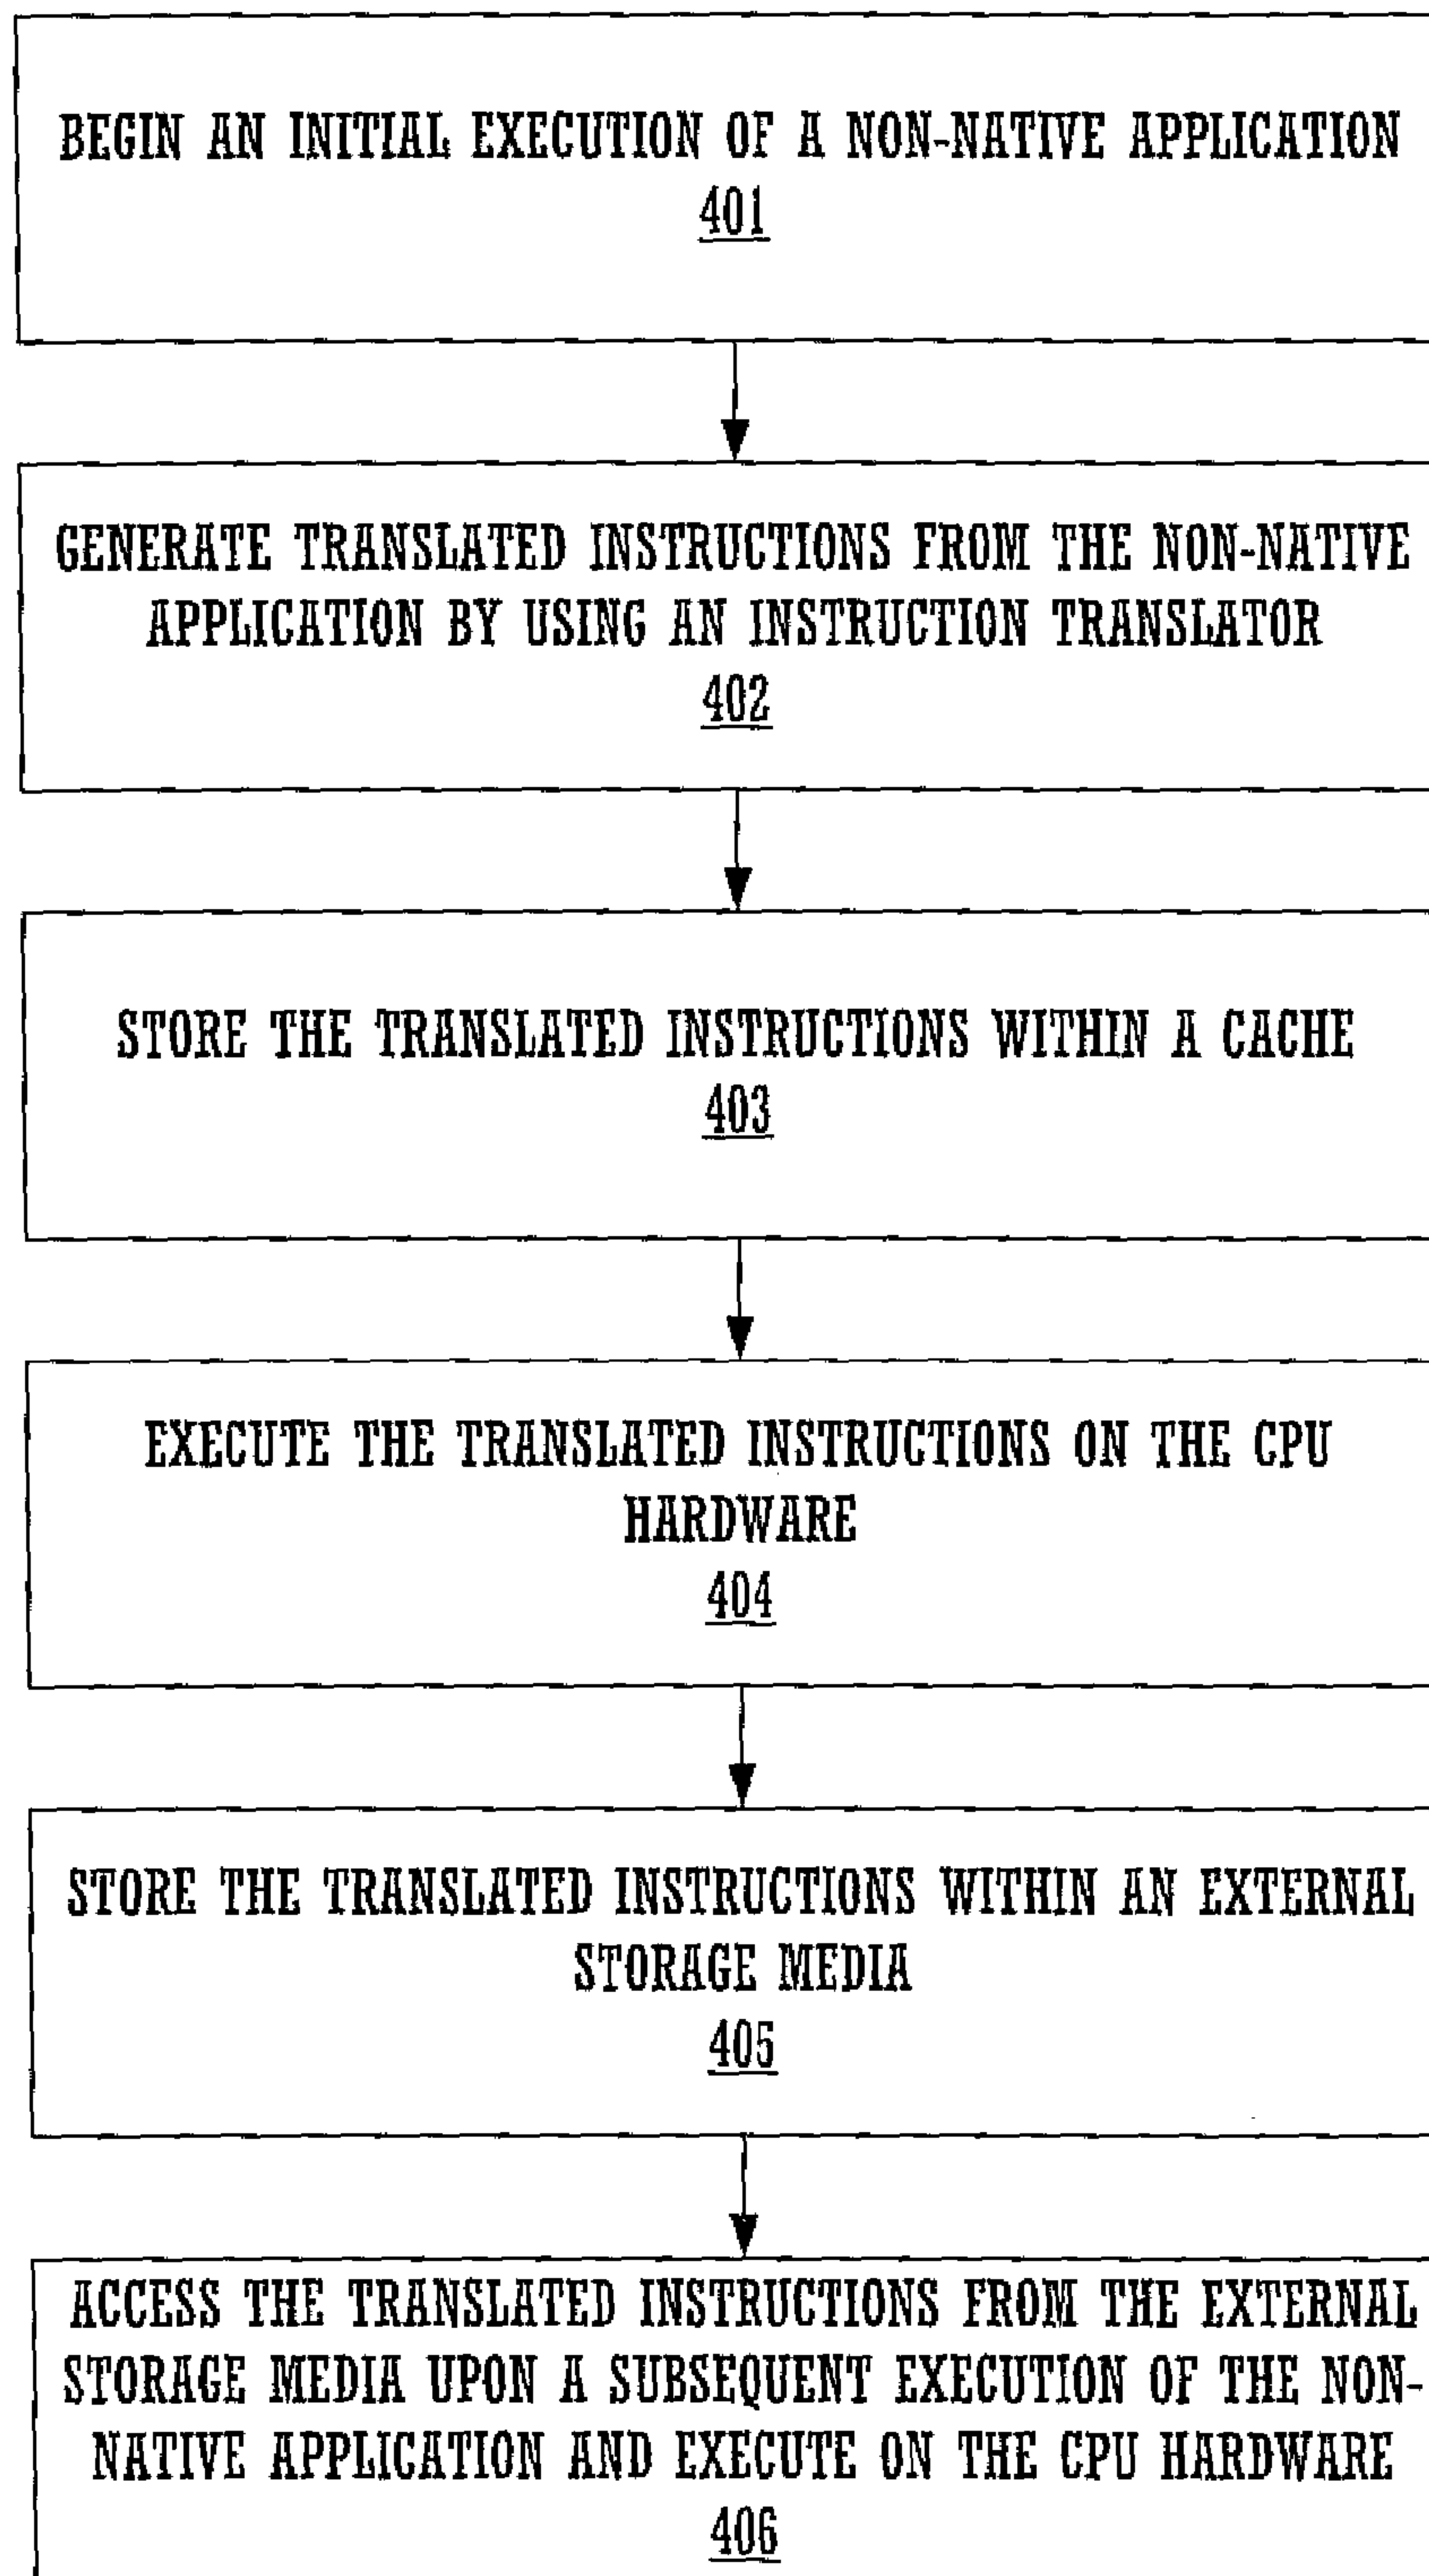 BEGIN AN INITIAL EXECUTION OF A NON-NATIVE APPLICATION
401
GENERATE TRANSLATED INSTRUCTIONS FROM THE NON-NATIVE
APPLICATION BY USING AN INSTRUCTION TRANSLATOR
402
STORE THE TRANSLATED INSTRUCTIONS WITHIN A CACHE
403
EXECUTE THE TRANSLATED INSTRUCTIONS ON THE CPU
HARDWARE
404
STORE THE TRANSLATED INSTRUCTIONS WITHIN AN EXTERNAL
STORAGE MEDIA
405
ACCESS THE TRANSLATED INSTRUCTIONS FROM THE EXTERNAL
STORAGE MEDIA UPON A SUBSEQUENT EXECUTION OF THE NON-
NATIVE APPLICATION AND EXECUTE ON THE CPU HARDWARE
406